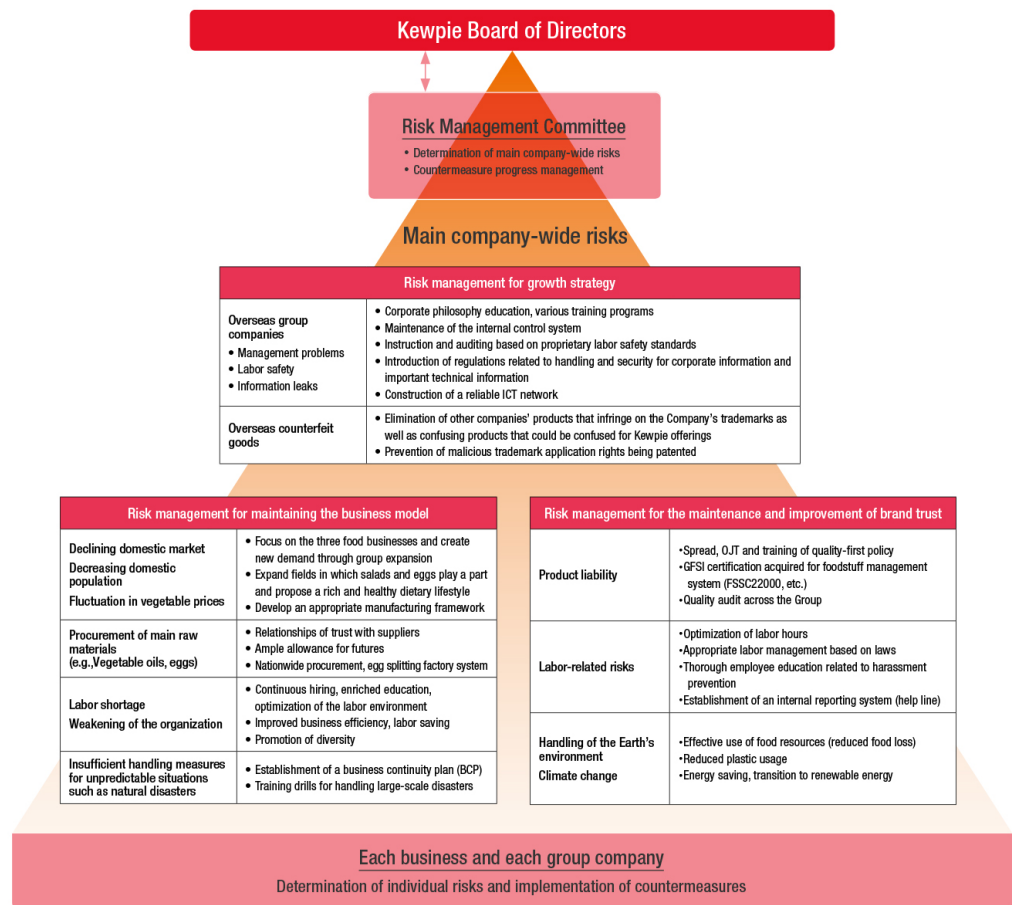 Kewpie Board of Directors
Risk Management Committee
• Determination of main company-wide risks
• Countermeasure progress management
Main company-wide risks
Risk management for growth strategy
Overseas group
companies
• Management problems
• Labor safety
• Information leaks
• Corporate philosophy education, various training programs
• Maintenance of the internal control system
• Instruction and auditing based on proprietary labor safety standards
• Introduction of regulations related to handling and security for corporate information and
important technical information
• Construction of a reliable ICT network
Overseas counterfeit
goods
• Elimination of other companies' products that infringe on the Company's trademarks as
well as confusing products that could be confused for Kewpie offerings
• Prevention of malicious trademark application rights being patented
Risk management for maintaining the business model
Declining domestic market
Decreasing domestic
population
Fluctuation in vegetable prices
• Focus on the three food businesses and create
new demand through group expansion
• Expand fields in which salads and eggs play a part
and propose a rich and healthy dietary lifestyle
• Develop an appropriate manufacturing framework
Procurement of main raw
materials
(e.g.,Vegetable oils, eggs)
• Relationships of trust with suppliers
• Ample allowance for futures
• Nationwide procurement, egg splitting factory system
Labor shortage
Weakening of the organization
• Continuous hiring, enriched education,
optimization of the labor environment
• Improved business efficiency, labor saving
• Promotion of diversity
Insufficient handling measures
for unpredictable situations
such as natural disasters
• Establishment of a business continuity plan (BCP)
• Training drills for handling large-scale disasters
Risk management for the maintenance and improvement of brand trust
Product liability
•Spread, OJT and training of quality-first policy
•GFSI certification acquired for foodstuff management
system (FSSC22000, etc.)
•Quality audit across the Group
Labor-related risks
•Optimization of labor hours
•Appropriate labor management based on laws
•Thorough employee education related to harassment
prevention
•Establishment of an internal reporting system (help line)
Handling of the Earth's
environment
Climate change
•Effective use of food resources (reduced food loss)
•Reduced plastic usage
•Energy saving, transition to renewable energy
Each business and each group company
Determination of individual risks and implementation of countermeasures